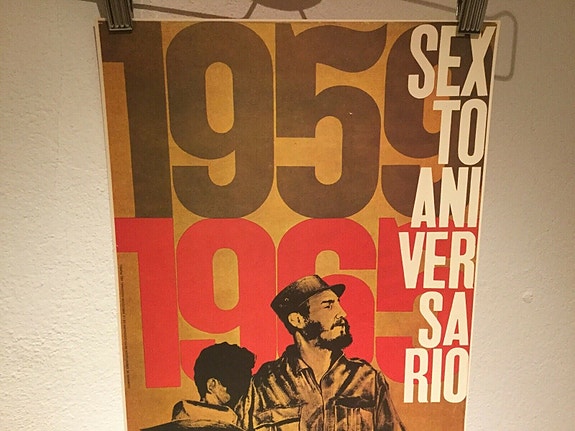 1959
1965
SEX
TO
ANI
VER
SA
RIO